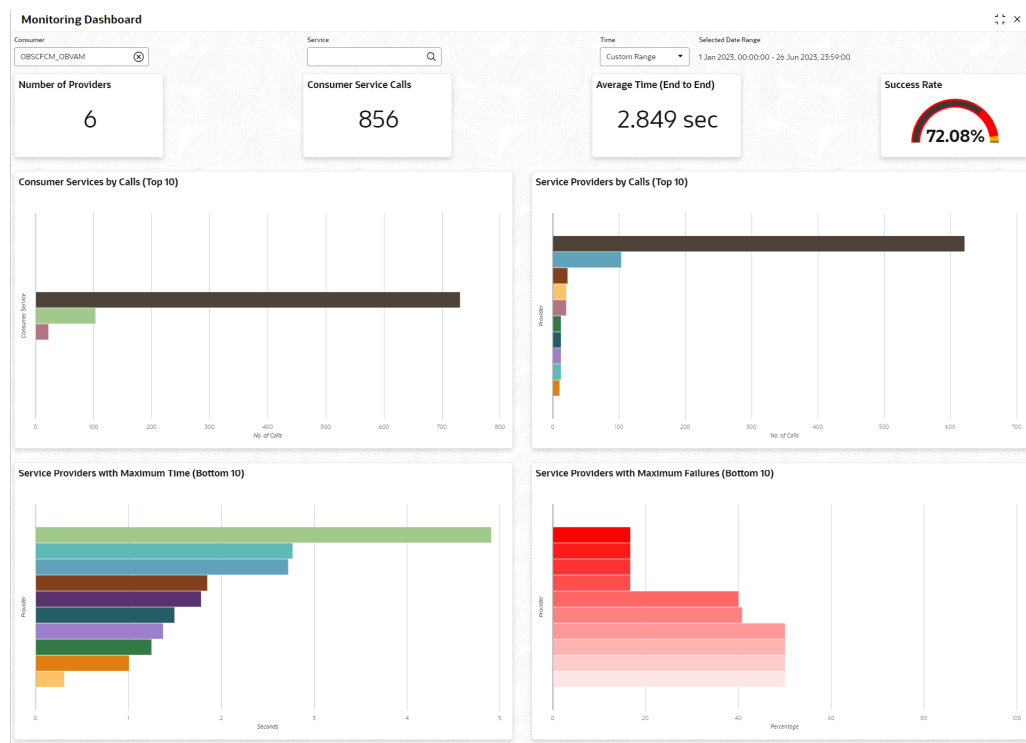 Monitoring Dashboard
Consumer
Service
Time
Selected Date Range
OBSCFCM_OBVAM
Custom Range
1 Jan 2023, 00:00:00 - 26 Jun 2023, 23:59:00
Number of Providers
Consumer Service Calls
Average Time (End to End)
Success Rate
6
856
2.849 sec
72.08%
Consumer Services by Calls (Top 10)
Consumer Service
0 100 200 300 400 500 600 700 800
No. of Calls
Service Providers by Calls (Top 10)
Provider
0 100 200 300 400 500 600 700
No. of Calls
Service Providers with Maximum Time (Bottom 10)
Provider
0 1 2 3 4 5
Seconds
Service Providers with Maximum Failures (Bottom 10)
Provider
0 20 40 60 80 100
Percentage